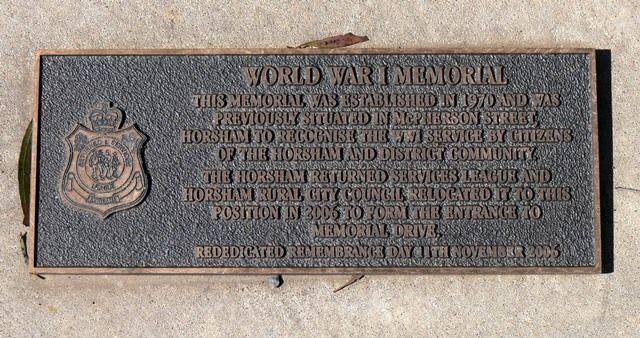 WORLD WAR I MEMORIAL
THIS MEMORIAL WAS ESTABLISHED IN 1970 AND WAS
PREVIOUSLY SITUATED IN McPHERSON STREET,
HORSHAM TO RECOGNISE THE WWI SERVICE BY CITIZENS
OF THE HORSHAM AND DISTRICT COMMUNITY.
THE HORSHAM RETURNED SERVICES LEAGUE AND
HORSHAM RURAL CITY COUNCIL RELOCATED IT TO THIS
POSITION IN 2006 TO FORM THE ENTRANCE TO
MEMORIAL DRIVE.
REDEDICATED REMEMBRANCE DAY 11TH NOVEMBER 2006